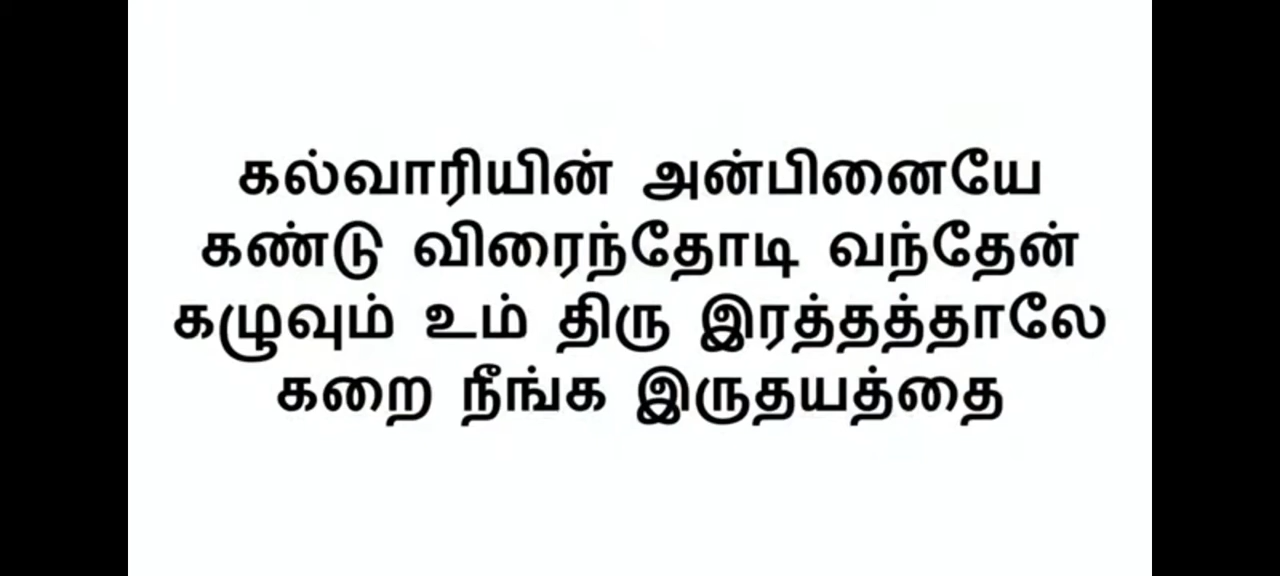 கல்வாரியின் அன்பினையே
கண்டு விரைந்தோடி வந்தேன்
கழுவும் உம் திரு இரத்தத்தாலே
கறை நீங்க இருதயத்தை